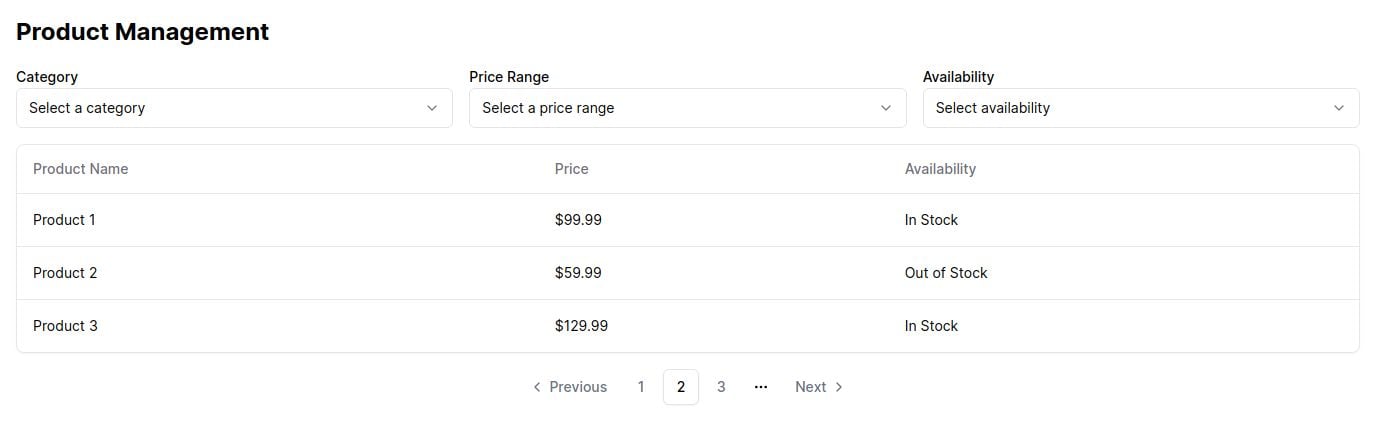 Product Management
Category Price Range Availability
Select a category Select a price range Select availability
Product Name Price Availability
Product 1 $99.99 In Stock
Product 2 $59.99 Out of Stock
Product 3 $129.99 In Stock
Previous 1 2 3 ··· Next